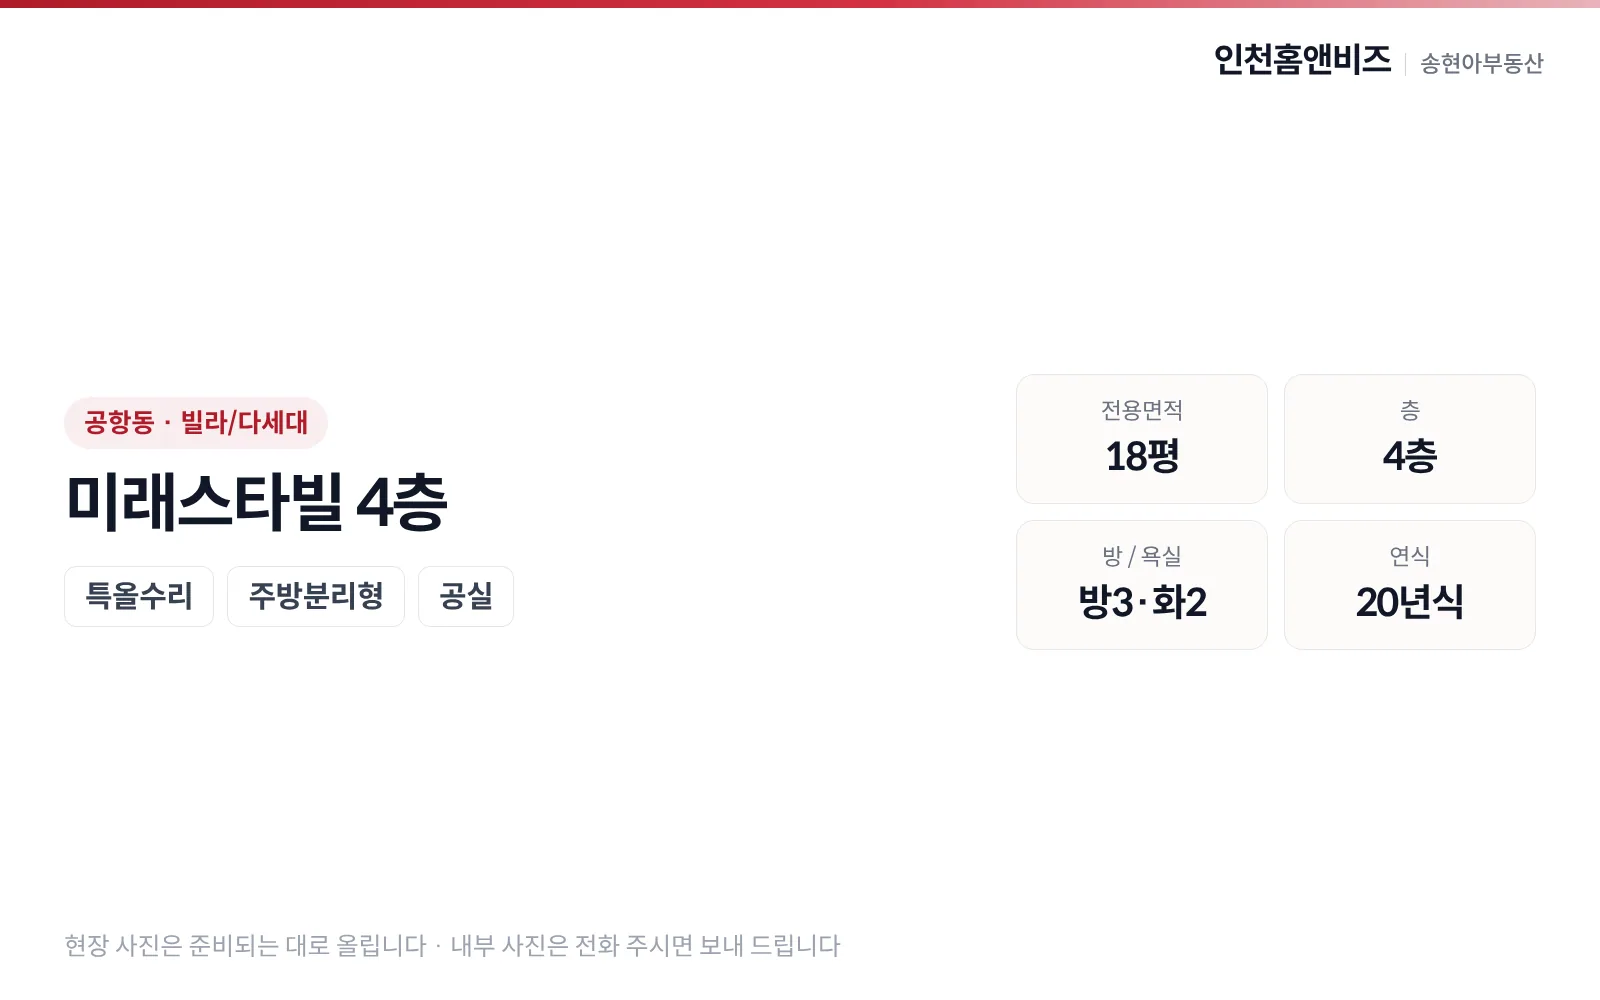 인천홈앤비즈 | 송현아부동산
공항동 · 빌라/다세대
미래스타빌 4층
특올수리 주방분리형 공실
전용면적
18평
층
4층
방 / 욕실
방3·화2
연식
20년식
현장 사진은 준비되는 대로 올립니다 · 내부 사진은 전화 주시면 보내 드립니다